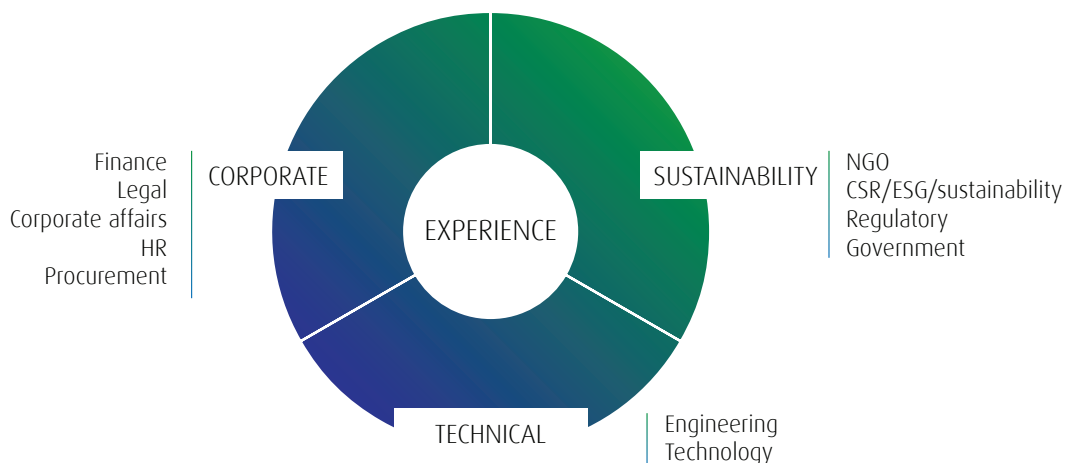 Finance
Legal
Corporate affairs
HR
Procurement
CORPORATE
EXPERIENCE
SUSTAINABILITY
NGO
CSR/ESG/sustainability
Regulatory
Government
TECHNICAL
Engineering
Technology